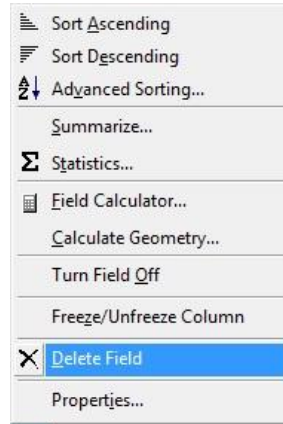 Sort Ascending
Sort Descending
Advanced Sorting...
Summarize...
Σ Statistics...
Field Calculator...
Calculate Geometry...
Turn Field Off
Freeze/Unfreeze Column
Delete Field
Properties...